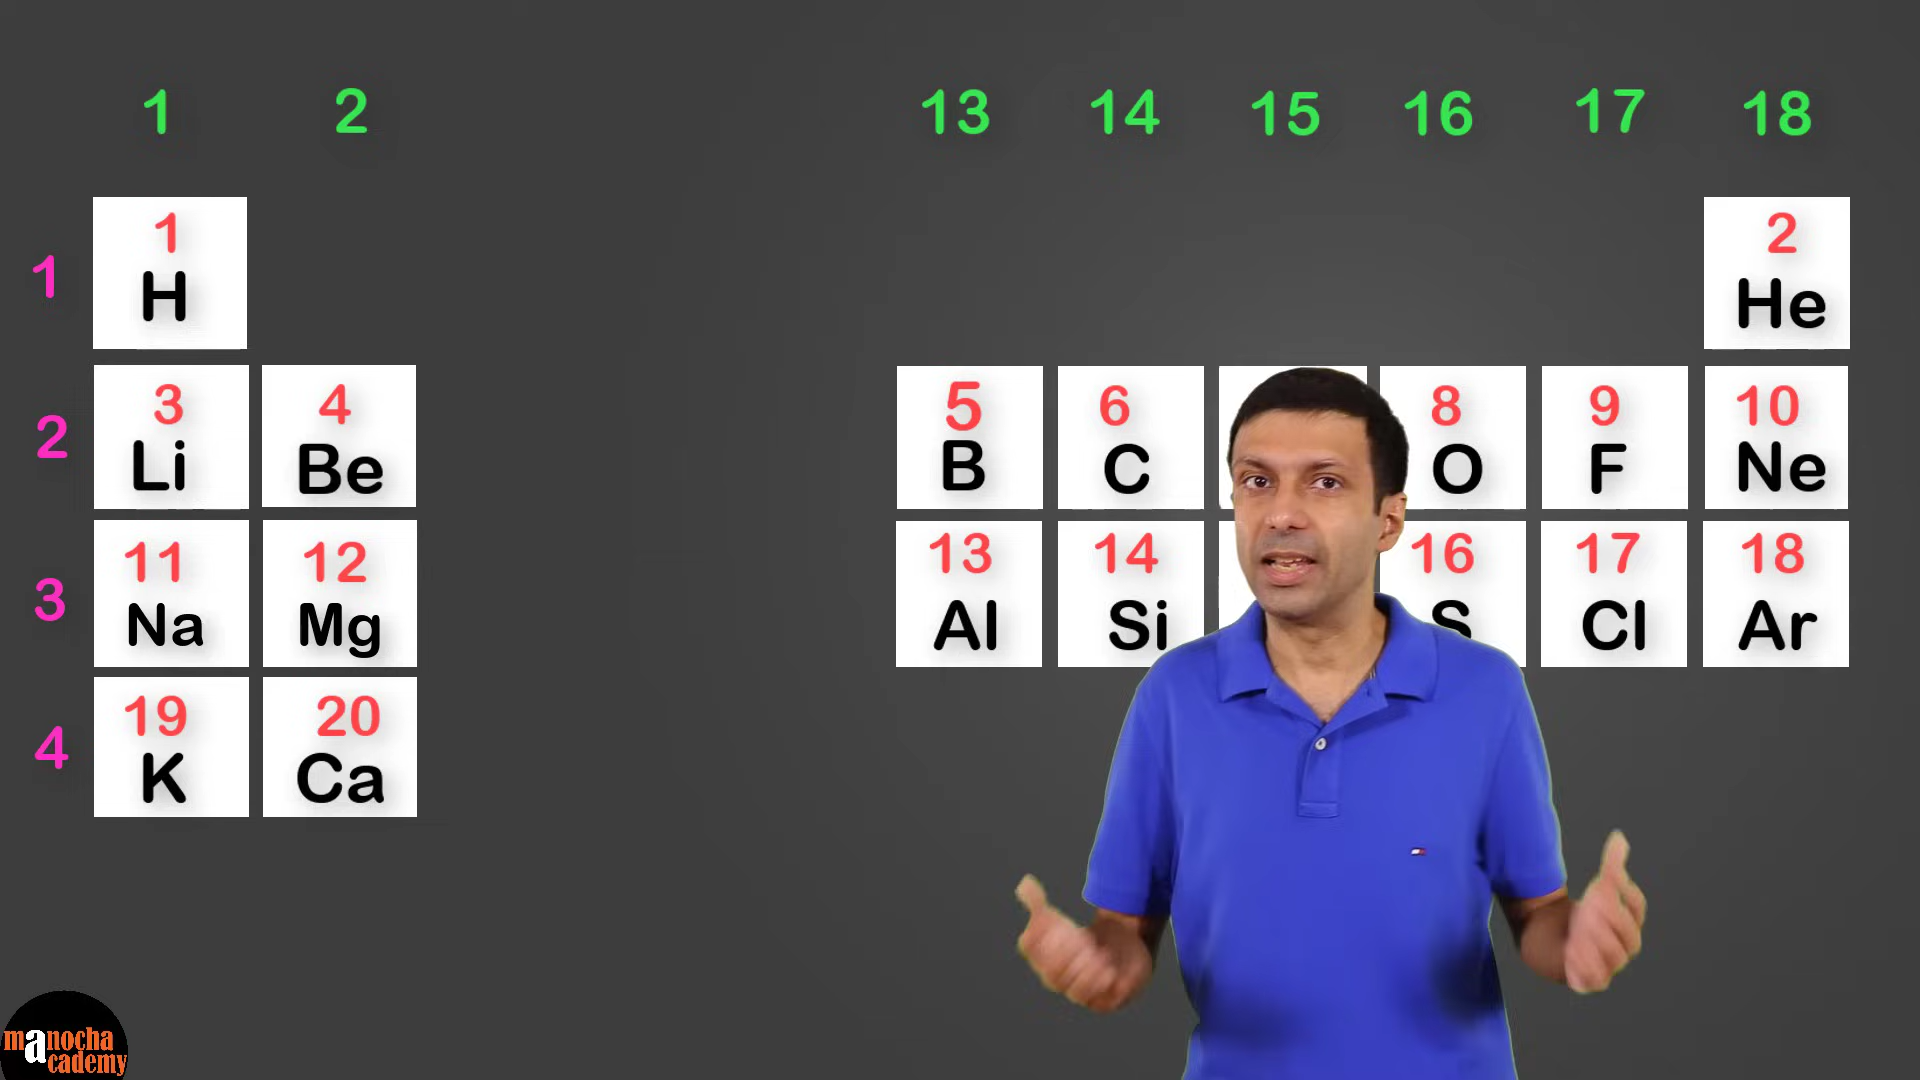 1 2 13 14 15 16 17 18
1 1 2
H He
2 3 4 5 6 8 9 10
Li Be B C O F Ne
3 11 12 13 14 16 17 18
Na Mg Al Si S Cl Ar
4 19 20
K Ca
manocha
academy